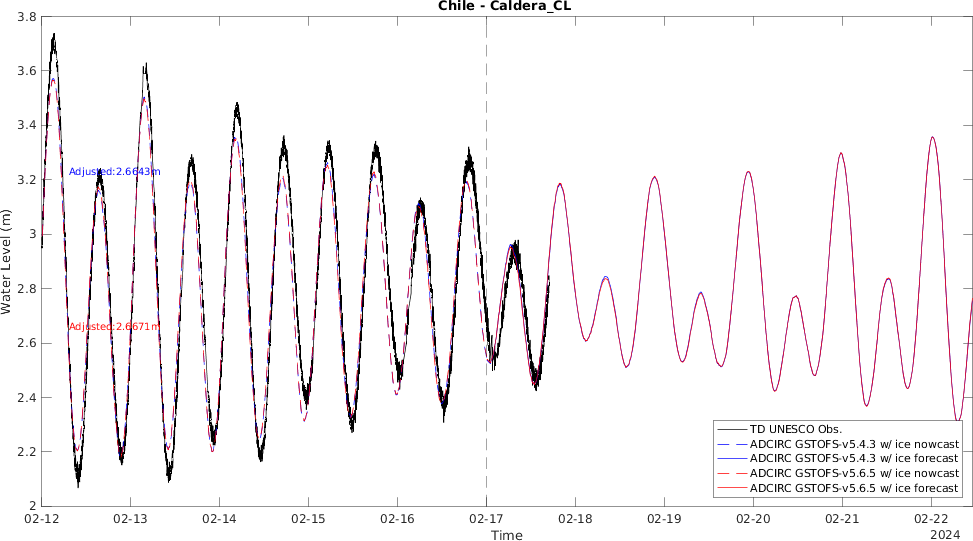 Chile - Caldera_CL
3.8
3.6
3.4
3.2
3
2.8
2.6
2.4
2.2
2
Water Level (m)
Adjusted:2.6643m
Adjusted:2.6671m
TD UNESCO Obs.
ADCIRC GSTOFS-v5.4.3 w/ ice nowcast
ADCIRC GSTOFS-v5.4.3 w/ ice forecast
ADCIRC GSTOFS-v5.6.5 w/ ice nowcast
ADCIRC GSTOFS-v5.6.5 w/ ice forecast
02-12 02-13 02-14 02-15 02-16 02-17 02-18 02-19 02-20 02-21 02-22
Time
2024